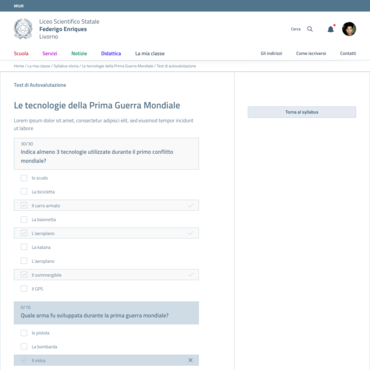 MIUR
Liceo Scientifico Statale
Federigo Enriques
Livorno
Cerca
Scuola Servizi Notizie Didattica La mia classe
Gli indirizzi Come iscriversi Contatti
Home / La mia classe / Syllabus storia / Le tecnologie della Prima Guerra Mondiale / Test di autovalutazione
Test di Autovalutazione
Le tecnologie della Prima Guerra Mondiale
Lorem ipsum dolor sit amet, consectetur adipisci elit, sed eiusmod tempor incidunt
ut labore
Torna al syllabus
30/30
Indica almeno 3 tecnologie utilizzate durante il primo conflitto
mondiale?
lo scudo
La bicicletta
Il carro armato
La baionetta
L'aeroplano
La katana
L'aeroplano
Il sommergibile
Il GPS
0/70
Quale arma fu sviluppata durante la prima guerra mondiale?
la pistola
La bombarda
Il mitra